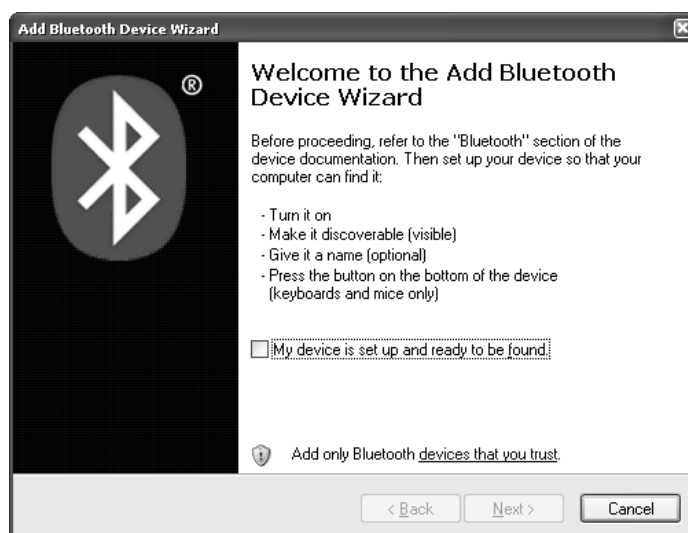 Add Bluetooth Device Wizard
®
Welcome to the Add Bluetooth
Device Wizard
Before proceeding, refer to the "Bluetooth" section of the
device documentation. Then set up your device so that your
computer can find it:
- Turn it on
- Make it discoverable (visible)
- Give it a name (optional)
- Press the button on the bottom of the device
(keyboards and mice only)
My device is set up and ready to be found.
Add only Bluetooth devices that you trust.
< Back Next > Cancel